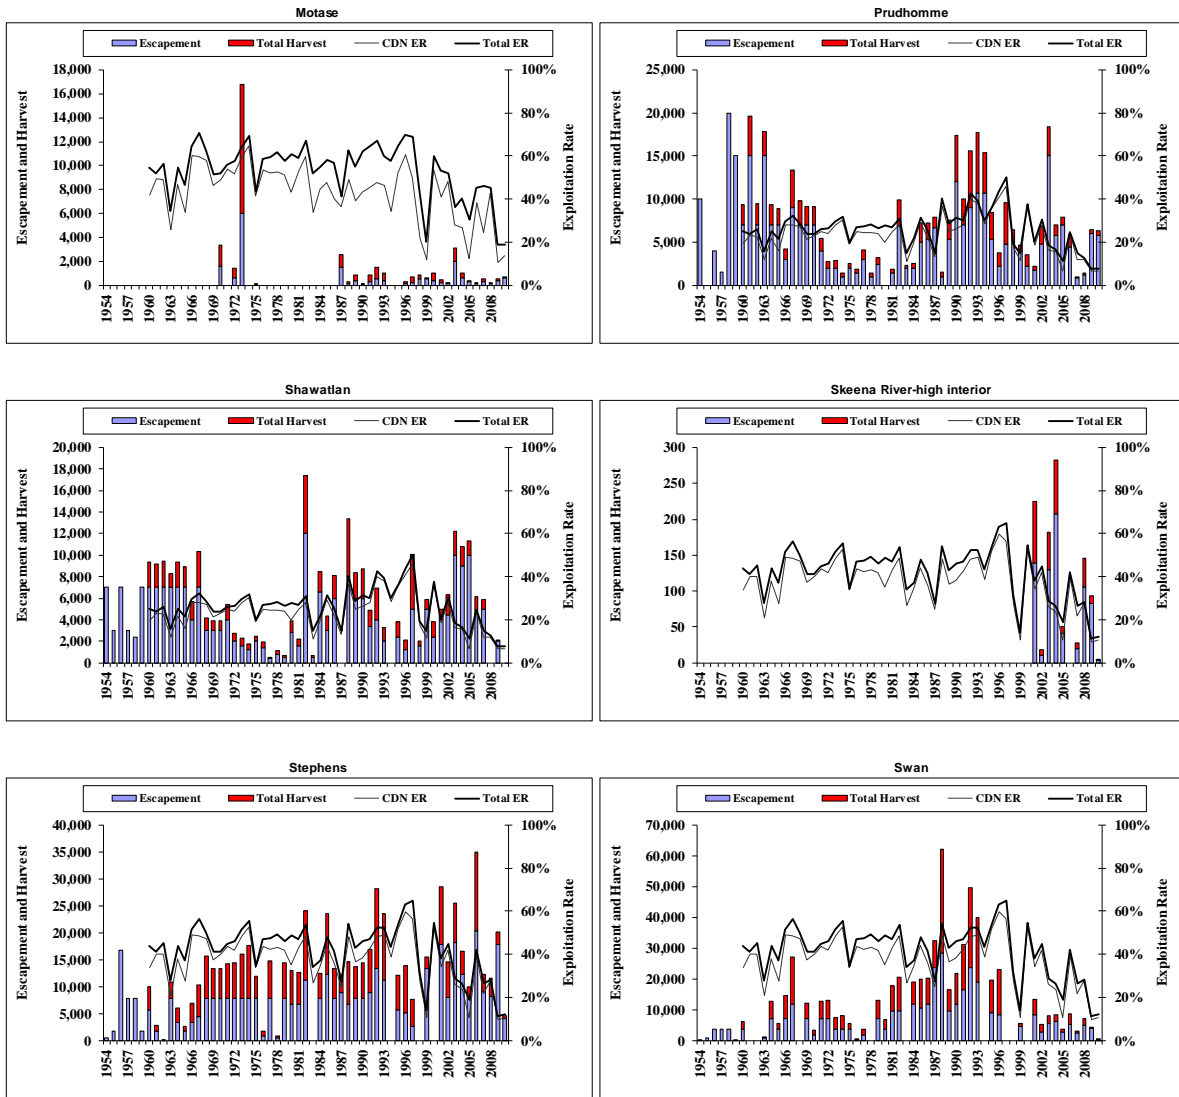 Motase
Escapement Total Harvest CDN ER Total ER
Escapement and Harvest
18,000
16,000
14,000
12,000
10,000
8,000
6,000
4,000
2,000
0
100%
80%
60%
40%
20%
0%
Exploitation Rate
1954 1957 1960 1963 1966 1969 1972 1975 1978 1981 1984 1987 1990 1993 1996 1999 2002 2005 2008
Prudhomme
Escapement Total Harvest CDN ER Total ER
Escapement and Harvest
25,000
20,000
15,000
10,000
5,000
0
100%
80%
60%
40%
20%
0%
Exploitation Rate
1954 1957 1960 1963 1966 1969 1972 1975 1978 1981 1984 1987 1990 1993 1996 1999 2002 2005 2008
Shawatlan
Escapement Total Harvest CDN ER Total ER
Escapement and Harvest
20,000
18,000
16,000
14,000
12,000
10,000
8,000
6,000
4,000
2,000
0
100%
80%
60%
40%
20%
0%
Exploitation Rate
1954 1957 1960 1963 1966 1969 1972 1975 1978 1981 1984 1987 1990 1993 1996 1999 2002 2005 2008
Skeena River-high interior
Escapement Total Harvest CDN ER Total ER
Escapement and Harvest
300
250
200
150
100
50
0
100%
80%
60%
40%
20%
0%
Exploitation Rate
1954 1957 1960 1963 1966 1969 1972 1975 1978 1981 1984 1987 1990 1993 1996 1999 2002 2005 2008
Stephens
Escapement Total Harvest CDN ER Total ER
Escapement and Harvest
40,000
35,000
30,000
25,000
20,000
15,000
10,000
5,000
0
100%
80%
60%
40%
20%
0%
Exploitation Rate
1954 1957 1960 1963 1966 1969 1972 1975 1978 1981 1984 1987 1990 1993 1996 1999 2002 2005 2008
Swan
Escapement Total Harvest CDN ER Total ER
Escapement and Harvest
70,000
60,000
50,000
40,000
30,000
20,000
10,000
0
100%
80%
60%
40%
20%
0%
Exploitation Rate
1954 1957 1960 1963 1966 1969 1972 1975 1978 1981 1984 1987 1990 1993 1996 1999 2002 2005 2008